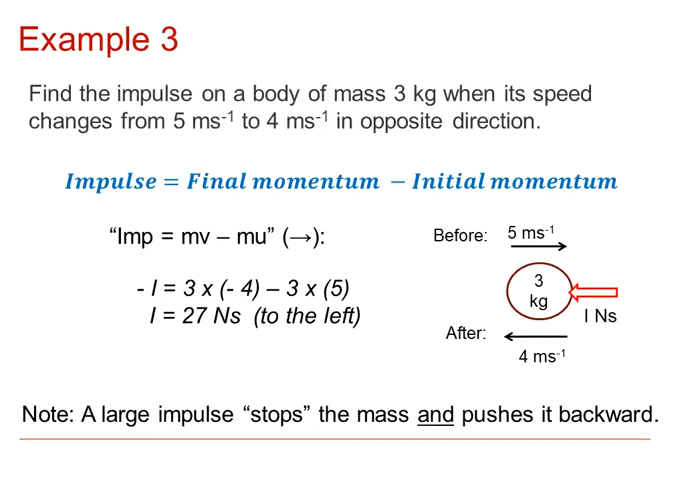 Example 3
Find the impulse on a body of mass 3 kg when its speed
changes from 5 ms⁻¹ to 4 ms⁻¹ in opposite direction.
Impulse = Final momentum − Initial momentum
“Imp = mv – mu” (→):
- I = 3 x (- 4) – 3 x (5)
I = 27 Ns (to the left)
Before: 5 ms⁻¹
3
kg
I Ns
After:
4 ms⁻¹
Note: A large impulse “stops” the mass and pushes it backward.